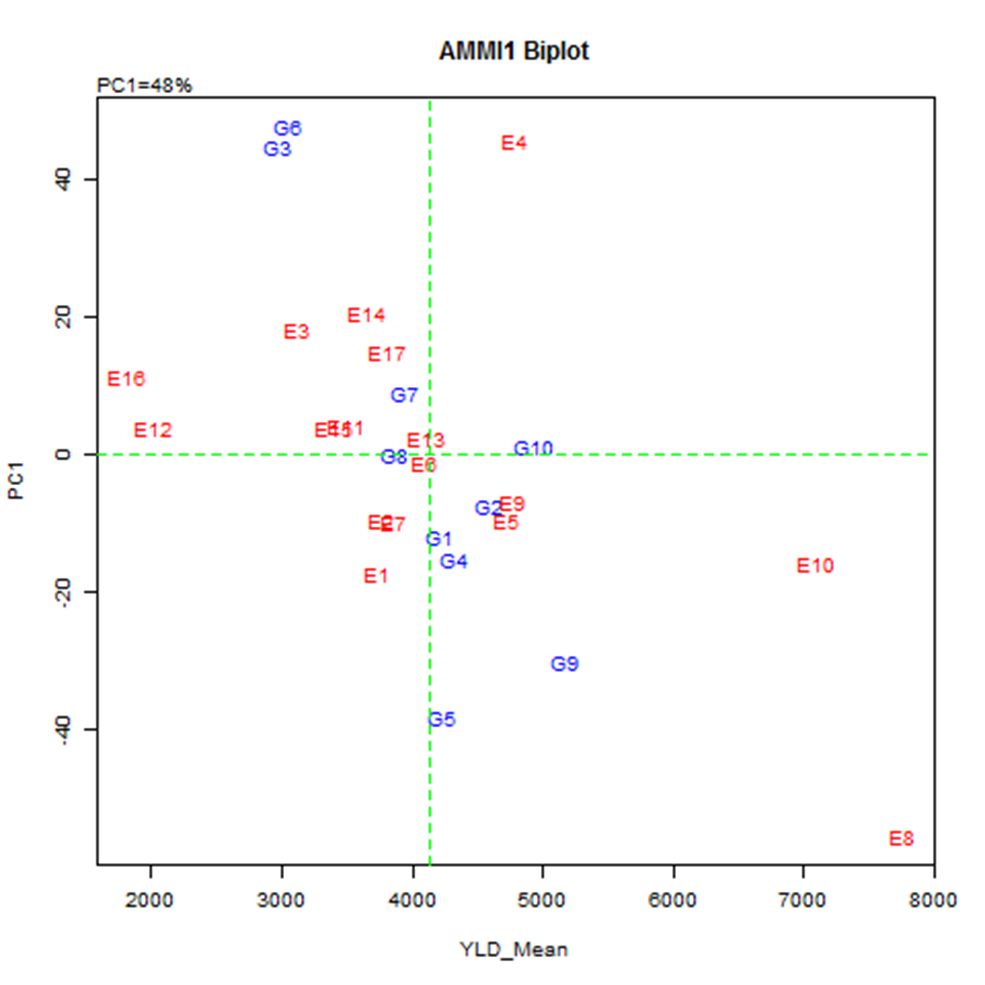 AMMI1 Biplot
PC1=48%
G6
G3
E4
40
E14
20
E3
E17
E16
G7
E12
E11
E13
G10
0
G8
E6
PC1
G2
E9
E5
E7
G1
G4
E10
E1
-20
G9
G5
-40
E8
2000 3000 4000 5000 6000 7000 8000
YLD_Mean